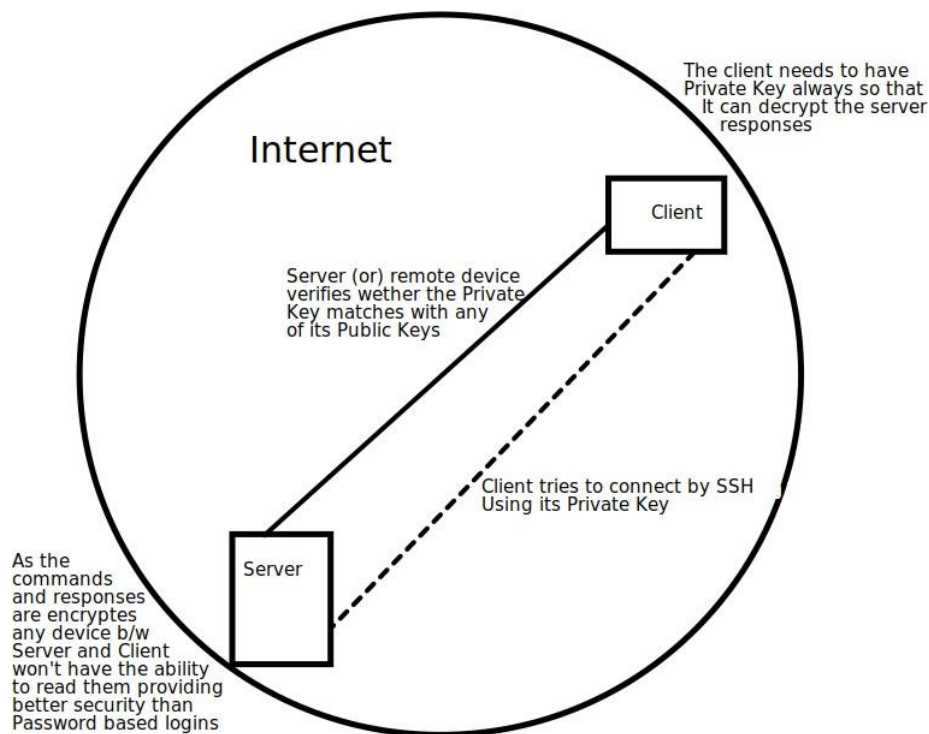 The client needs to have
Private Key always so that
It can decrypt the server
responses
Internet
Client
Server (or) remote device
verifies wether the Private
Key matches with any
of its Public Keys
Client tries to connect by SSH
Using its Private Key
Server
As the
commands
and responses
are encryptes
any device b/w
Server and Client
won't have the ability
to read them providing
better security than
Password based logins